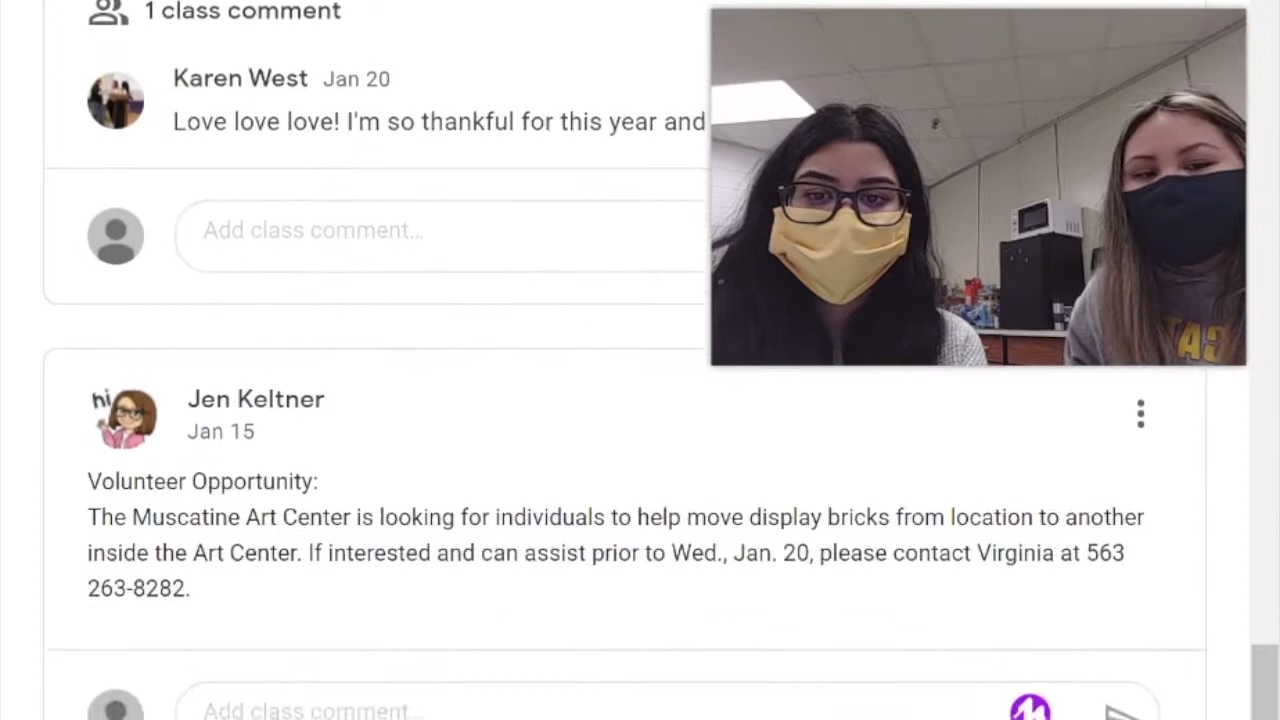 1 class comment
Karen West Jan 20
Love love love! I'm so thankful for this year and
Add class comment...
Jen Keltner
Jan 15
Volunteer Opportunity:
The Muscatine Art Center is looking for individuals to help move display bricks from location to another
inside the Art Center. If interested and can assist prior to Wed., Jan. 20, please contact Virginia at 563
263-8282.
Add class comment...
hi
CAT